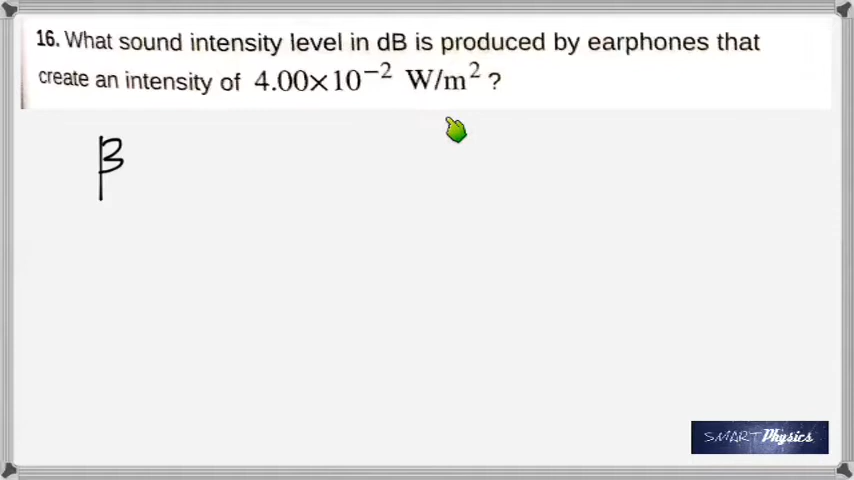 16. What sound intensity level in dB is produced by earphones that
create an intensity of 4.00×10⁻² W/m² ?
β
SMART Physics